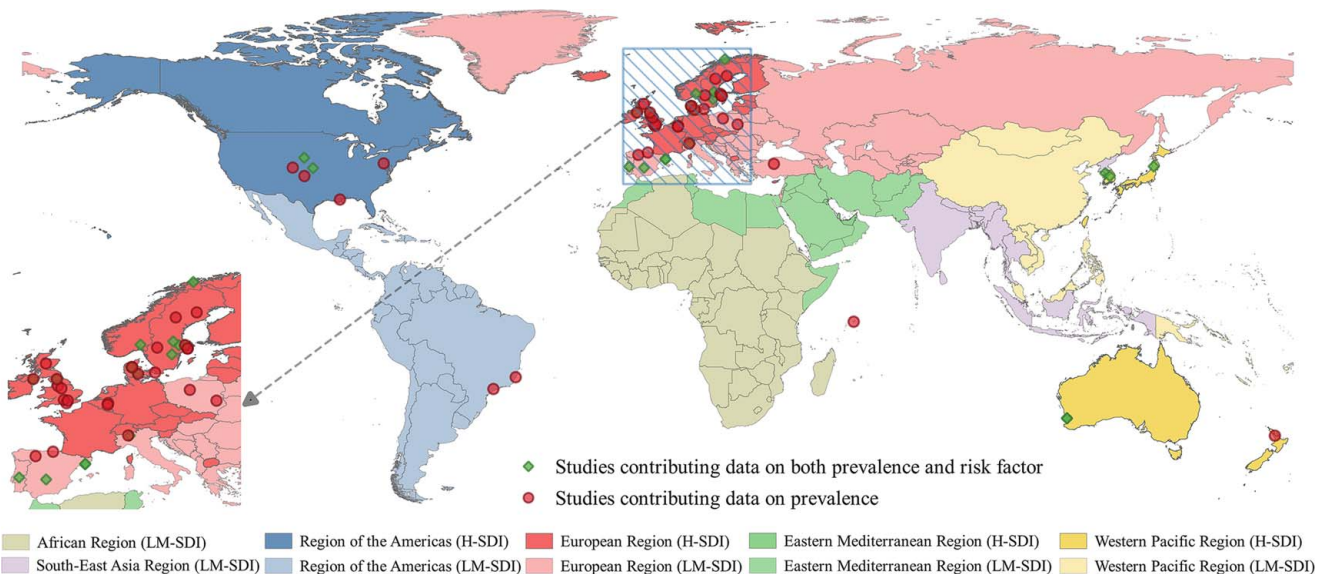 Studies contributing data on both prevalence and risk factor
Studies contributing data on prevalence
African Region (LM-SDI)
Region of the Americas (H-SDI)
European Region (H-SDI)
Eastern Mediterranean Region (H-SDI)
Western Pacific Region (H-SDI)
South-East Asia Region (LM-SDI)
Region of the Americas (LM-SDI)
European Region (LM-SDI)
Eastern Mediterranean Region (LM-SDI)
Western Pacific Region (LM-SDI)